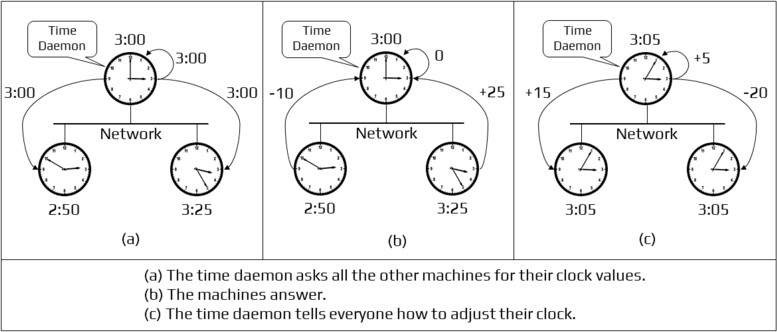 Time
Daemon
3:00
3:00
3:00
3:00
Network
2:50
3:25
(a)
Time
Daemon
3:00
0
-10
+25
Network
2:50
3:25
(b)
Time
Daemon
3:05
+5
+15
-20
Network
3:05
3:05
(c)
(a) The time daemon asks all the other machines for their clock values.
(b) The machines answer.
(c) The time daemon tells everyone how to adjust their clock.